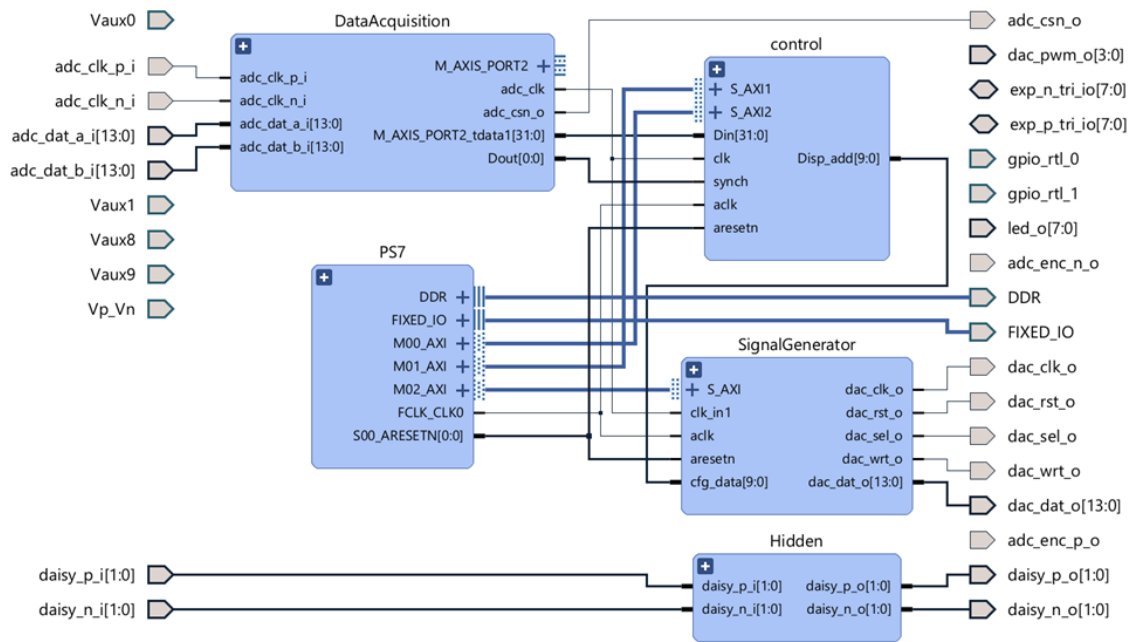 Vaux0
adc_clk_p_i
adc_clk_n_i
adc_dat_a_i[13:0]
adc_dat_b_i[13:0]
Vaux1
Vaux8
Vaux9
Vp_Vn
daisy_p_i[1:0]
daisy_n_i[1:0]
DataAcquisition
adc_clk_p_i
adc_clk_n_i
adc_dat_a_i[13:0]
adc_dat_b_i[13:0]
M_AXIS_PORT2
adc_clk
adc_csn_o
M_AXIS_PORT2_tdata1[31:0]
Dout[0:0]
PS7
DDR
FIXED_IO
M00_AXI
M01_AXI
M02_AXI
FCLK_CLK0
S00_ARESETN[0:0]
control
S_AXI1
S_AXI2
Din[31:0]
clk
synch
aclk
aresetn
Disp_add[9:0]
SignalGenerator
S_AXI
clk_in1
aclk
aresetn
cfg_data[9:0]
dac_clk_o
dac_rst_o
dac_sel_o
dac_wrt_o
dac_dat_o[13:0]
Hidden
daisy_p_i[1:0]
daisy_n_i[1:0]
daisy_p_o[1:0]
daisy_n_o[1:0]
adc_csn_o
dac_pwm_o[3:0]
exp_n_tri_io[7:0]
exp_p_tri_io[7:0]
gpio_rtl_0
gpio_rtl_1
led_o[7:0]
adc_enc_n_o
DDR
FIXED_IO
dac_clk_o
dac_rst_o
dac_sel_o
dac_wrt_o
dac_dat_o[13:0]
adc_enc_p_o
daisy_p_o[1:0]
daisy_n_o[1:0]